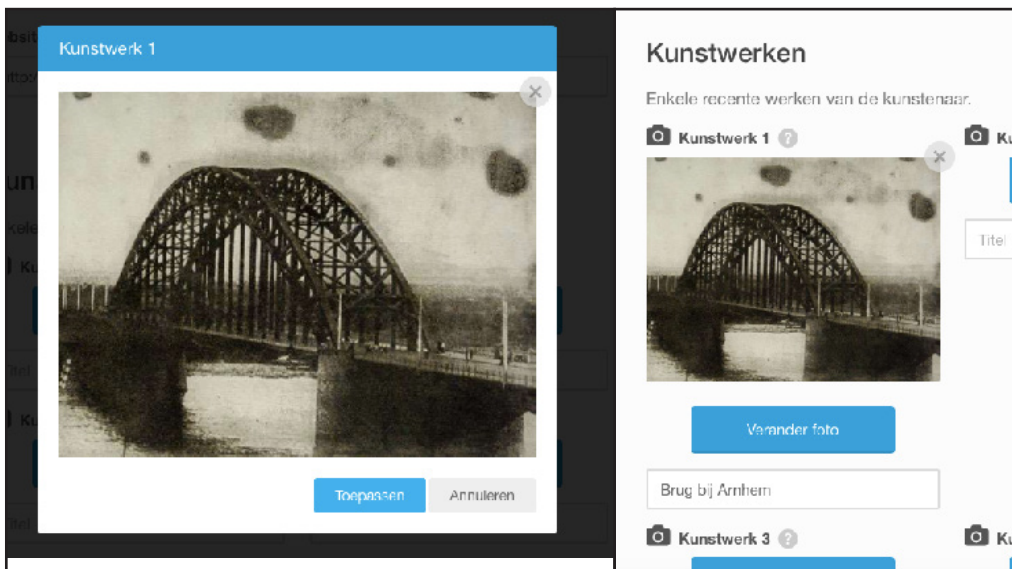 Kunstwerk 1
Toepassen
Annuleren
Kunstwerken
Enkele recente werken van de kunstenaar.
Kunstwerk 1
Titel
Verander foto
Brug bij Arnhem
Kunstwerk 3